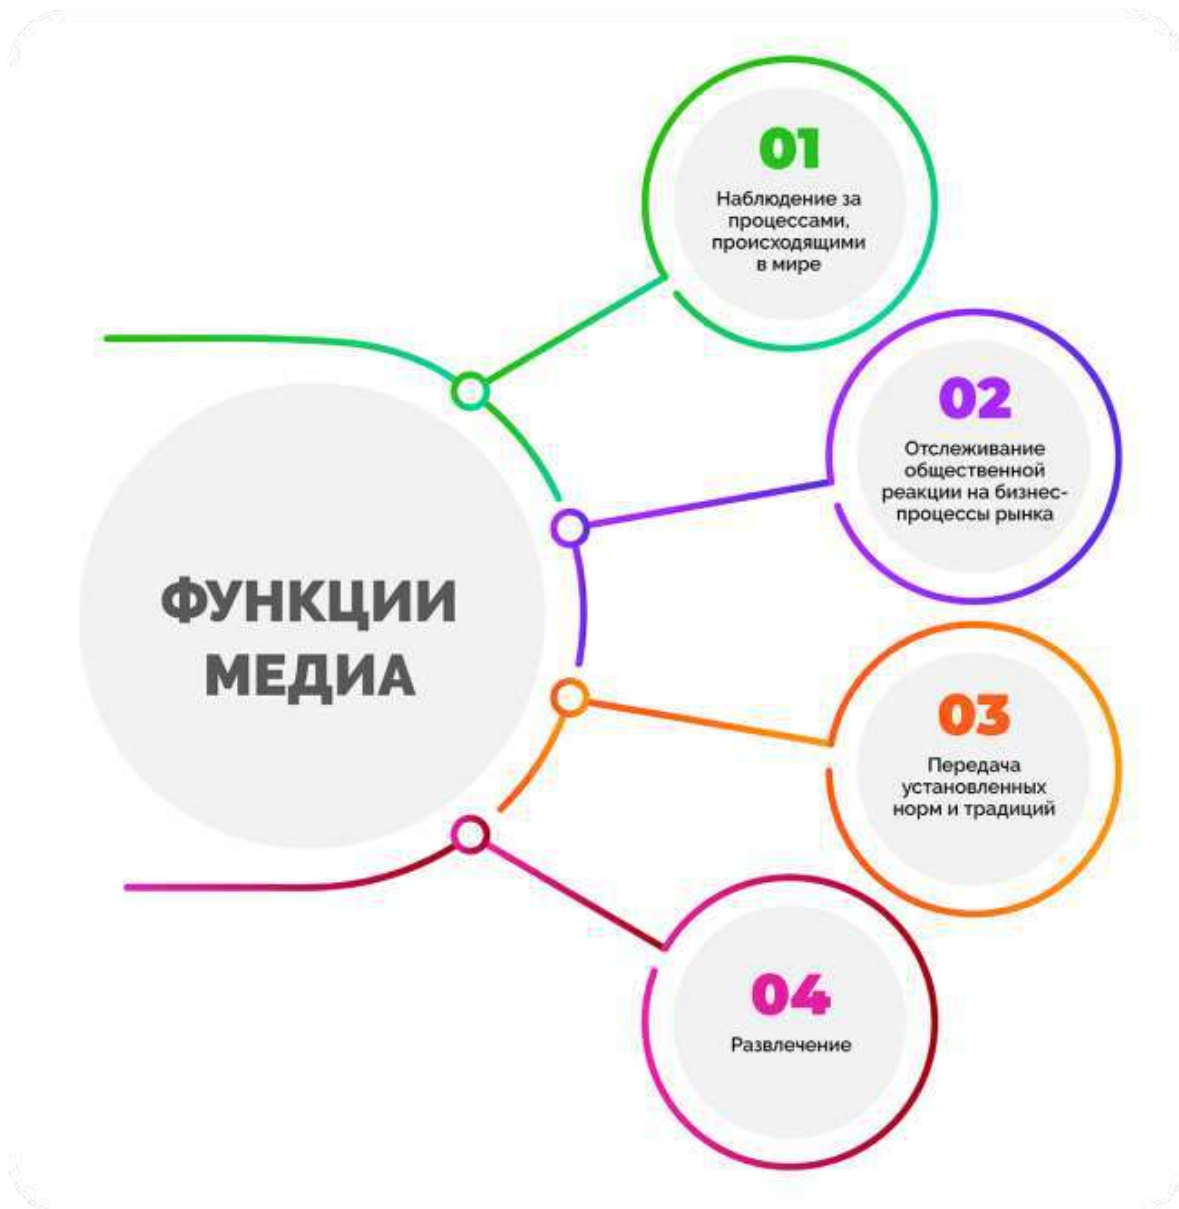 ФУНКЦИИ
МЕДИА
01
Наблюдение за
процессами,
происходящими
в мире
02
Отслеживание
общественной
реакции на бизнес-
процессы рынка
03
Передача
установленных
норм и традиций
04
Развлечение